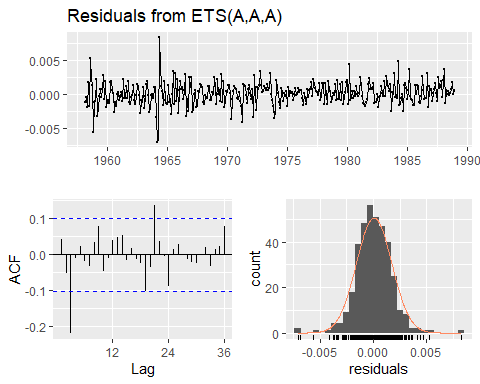 Residuals from ETS(A,A,A)
0.005
0.000
-0.005
1960 1965 1970 1975 1980 1985 1990
0.1
0.0
-0.1
-0.2
ACF
12 24 36
Lag
40
20
0
count
-0.005 0.000 0.005
residuals